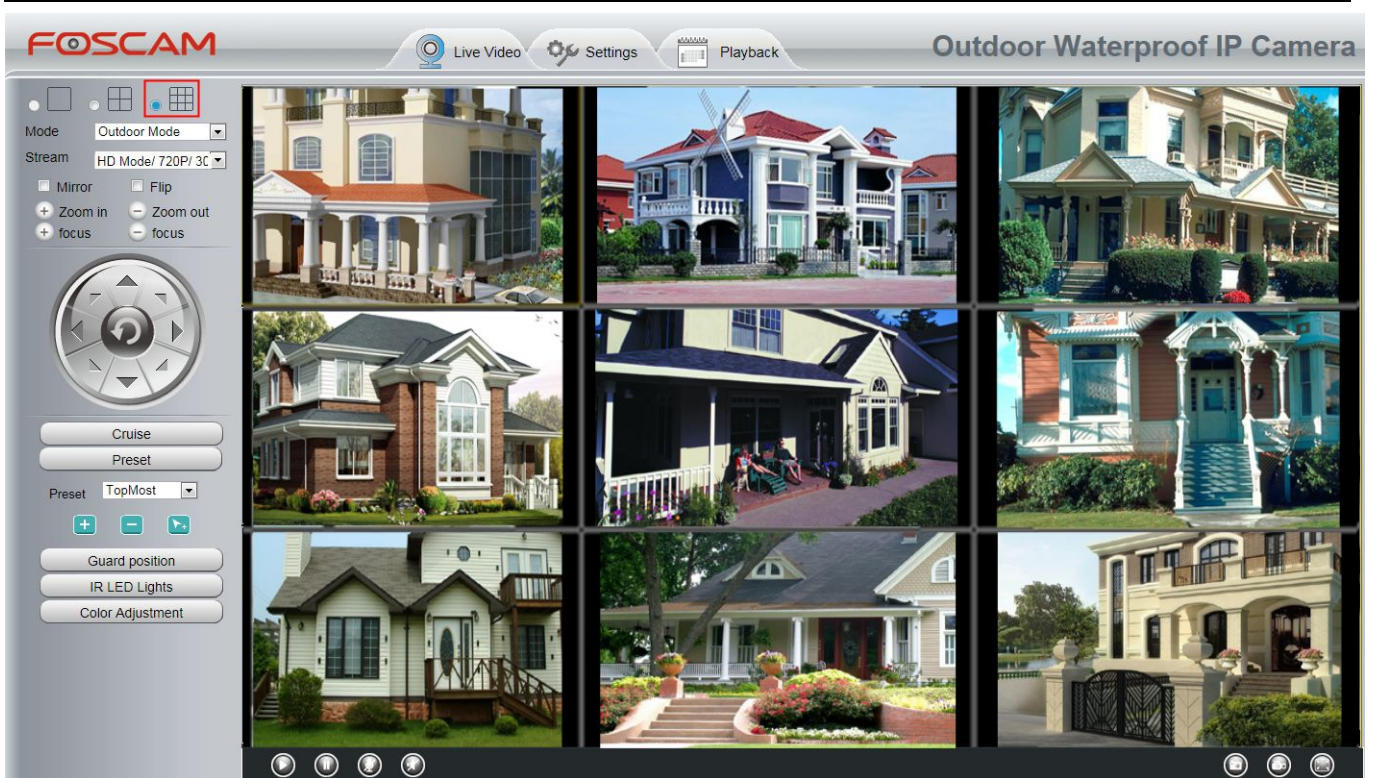 FOSCAM
Live Video
Settings
Playback
Outdoor Waterproof IP Camera
Mode
Outdoor Mode
Stream
HD Mode/ 720P/ 30
Mirror
Flip
Zoom in
Zoom out
focus
focus
Cruise
Preset
Preset
TopMost
Guard position
IR LED Lights
Color Adjustment